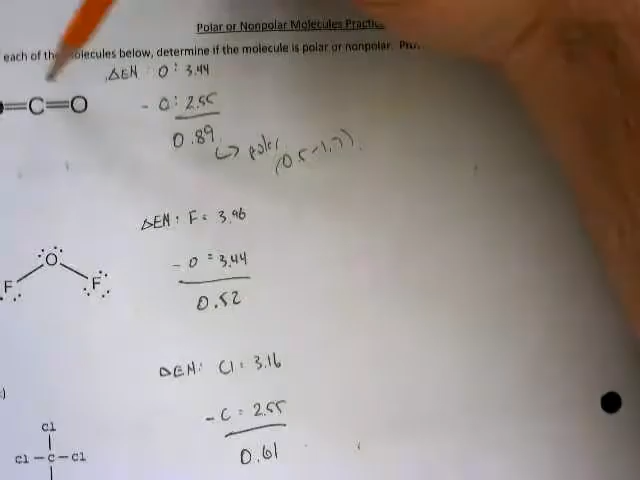 Polar or Nonpolar Molecules Practice
each of the molecules below, determine if the molecule is polar or nonpolar.
ΔEN: O: 3.44
=C=O
- O: 2.55
0.89
↳ polar
(0.5-1.7)
ΔEN: F = 3.96
- O = 3.44
O
F F
0.52
ΔEN: Cl = 3.16
- C = 2.55
Cl
Cl-C-Cl
0.61